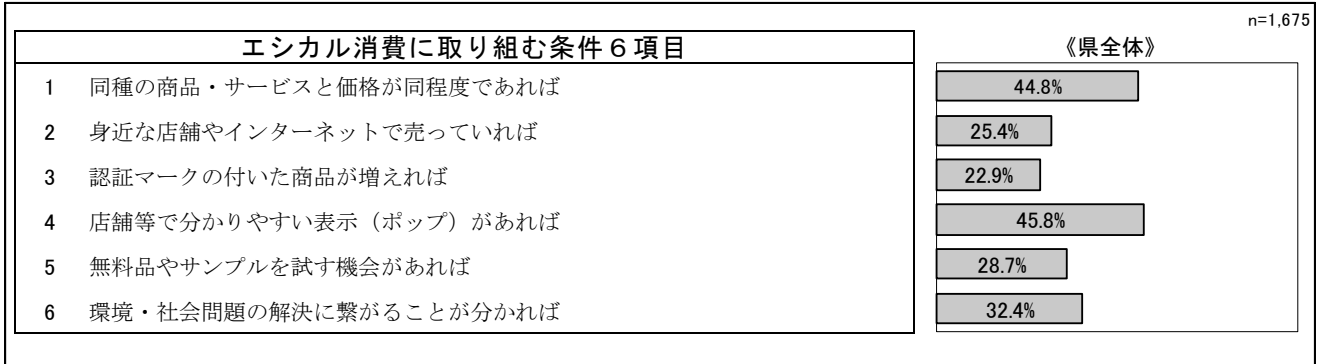 n=1,675
エシカル消費に取り組む条件６項目
《県全体》
1 同種の商品・サービスと価格が同程度であれば 44.8%
2 身近な店舗やインターネットで売っていれば 25.4%
3 認証マークの付いた商品が増えれば 22.9%
4 店舗等で分かりやすい表示（ポップ）があれば 45.8%
5 無料品やサンプルを試す機会があれば 28.7%
6 環境・社会問題の解決に繋がることが分かれば 32.4%